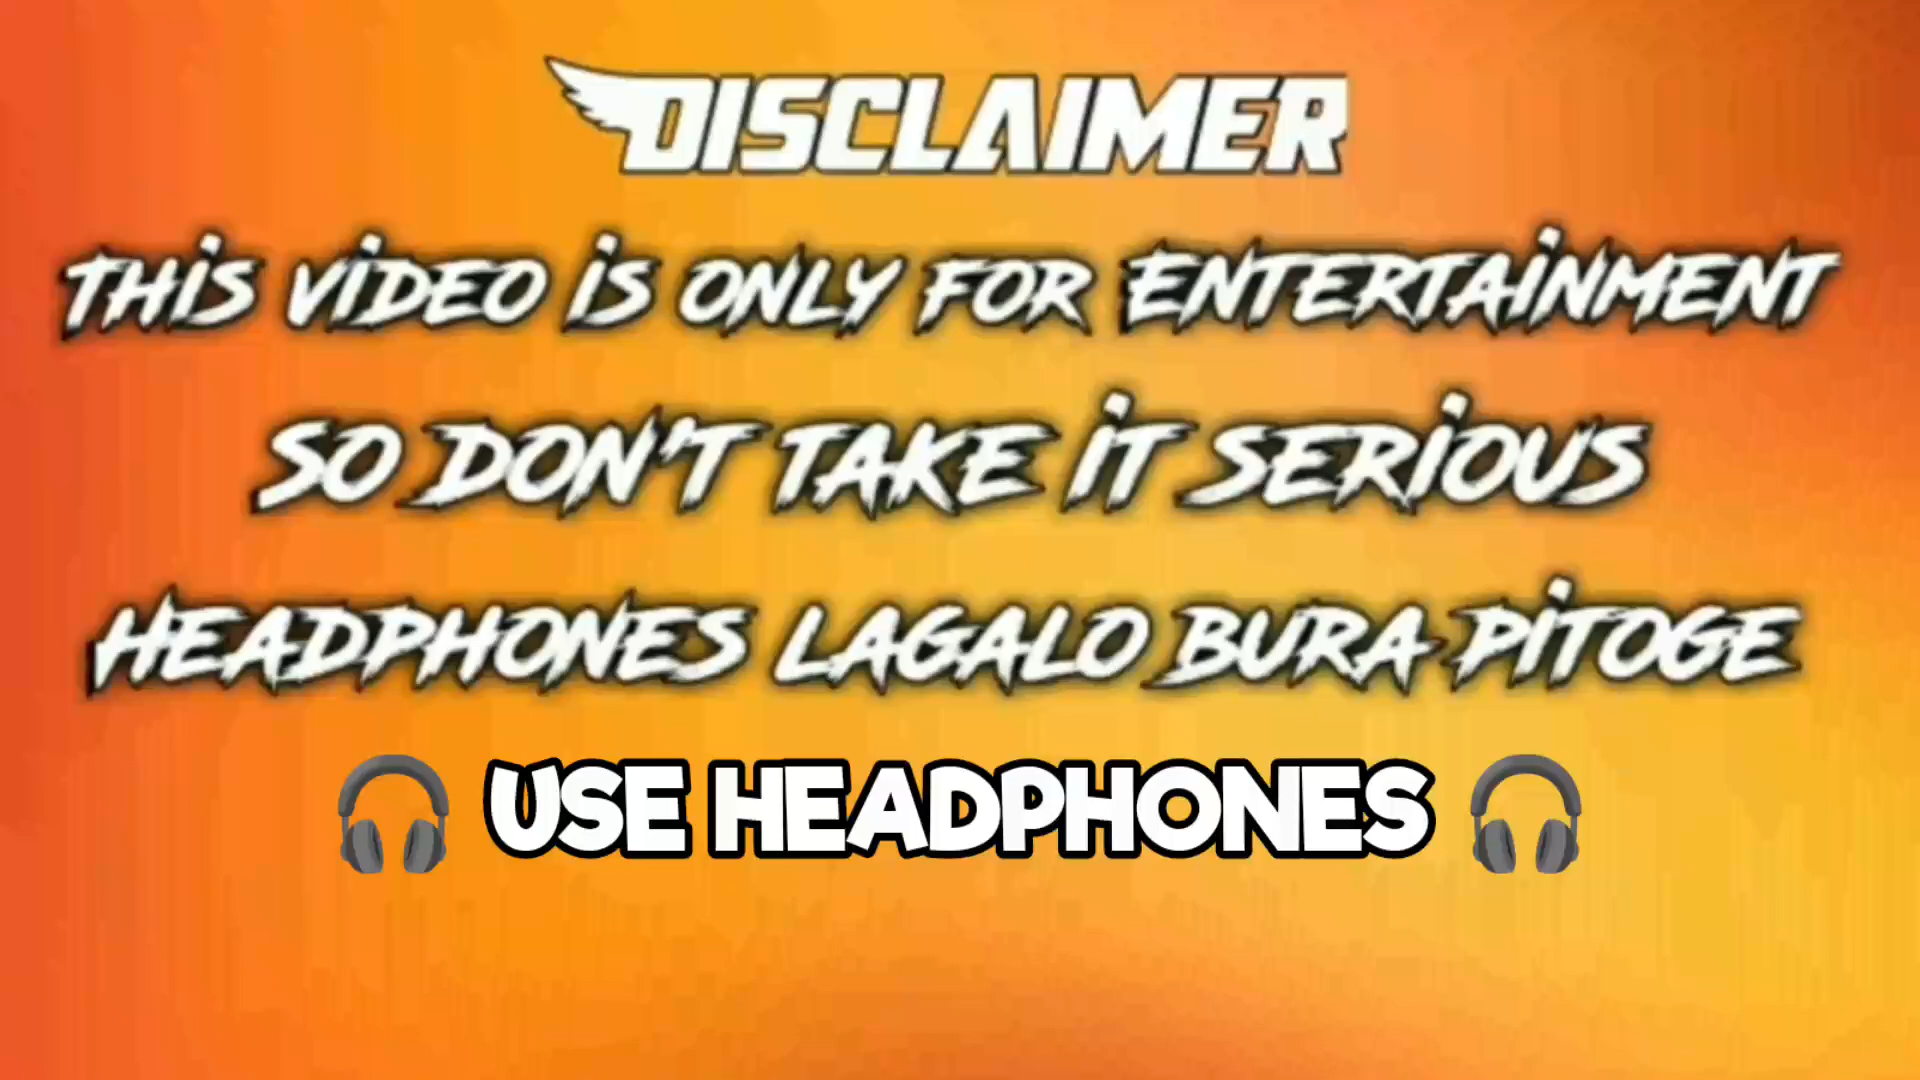 DISCLAIMER
THIS VIDEO IS ONLY FOR ENTERTAINMENT
SO DON'T TAKE IT SERIOUS
HEADPHONES LAGALO BURA PITOGE
🎧 USE HEADPHONES 🎧